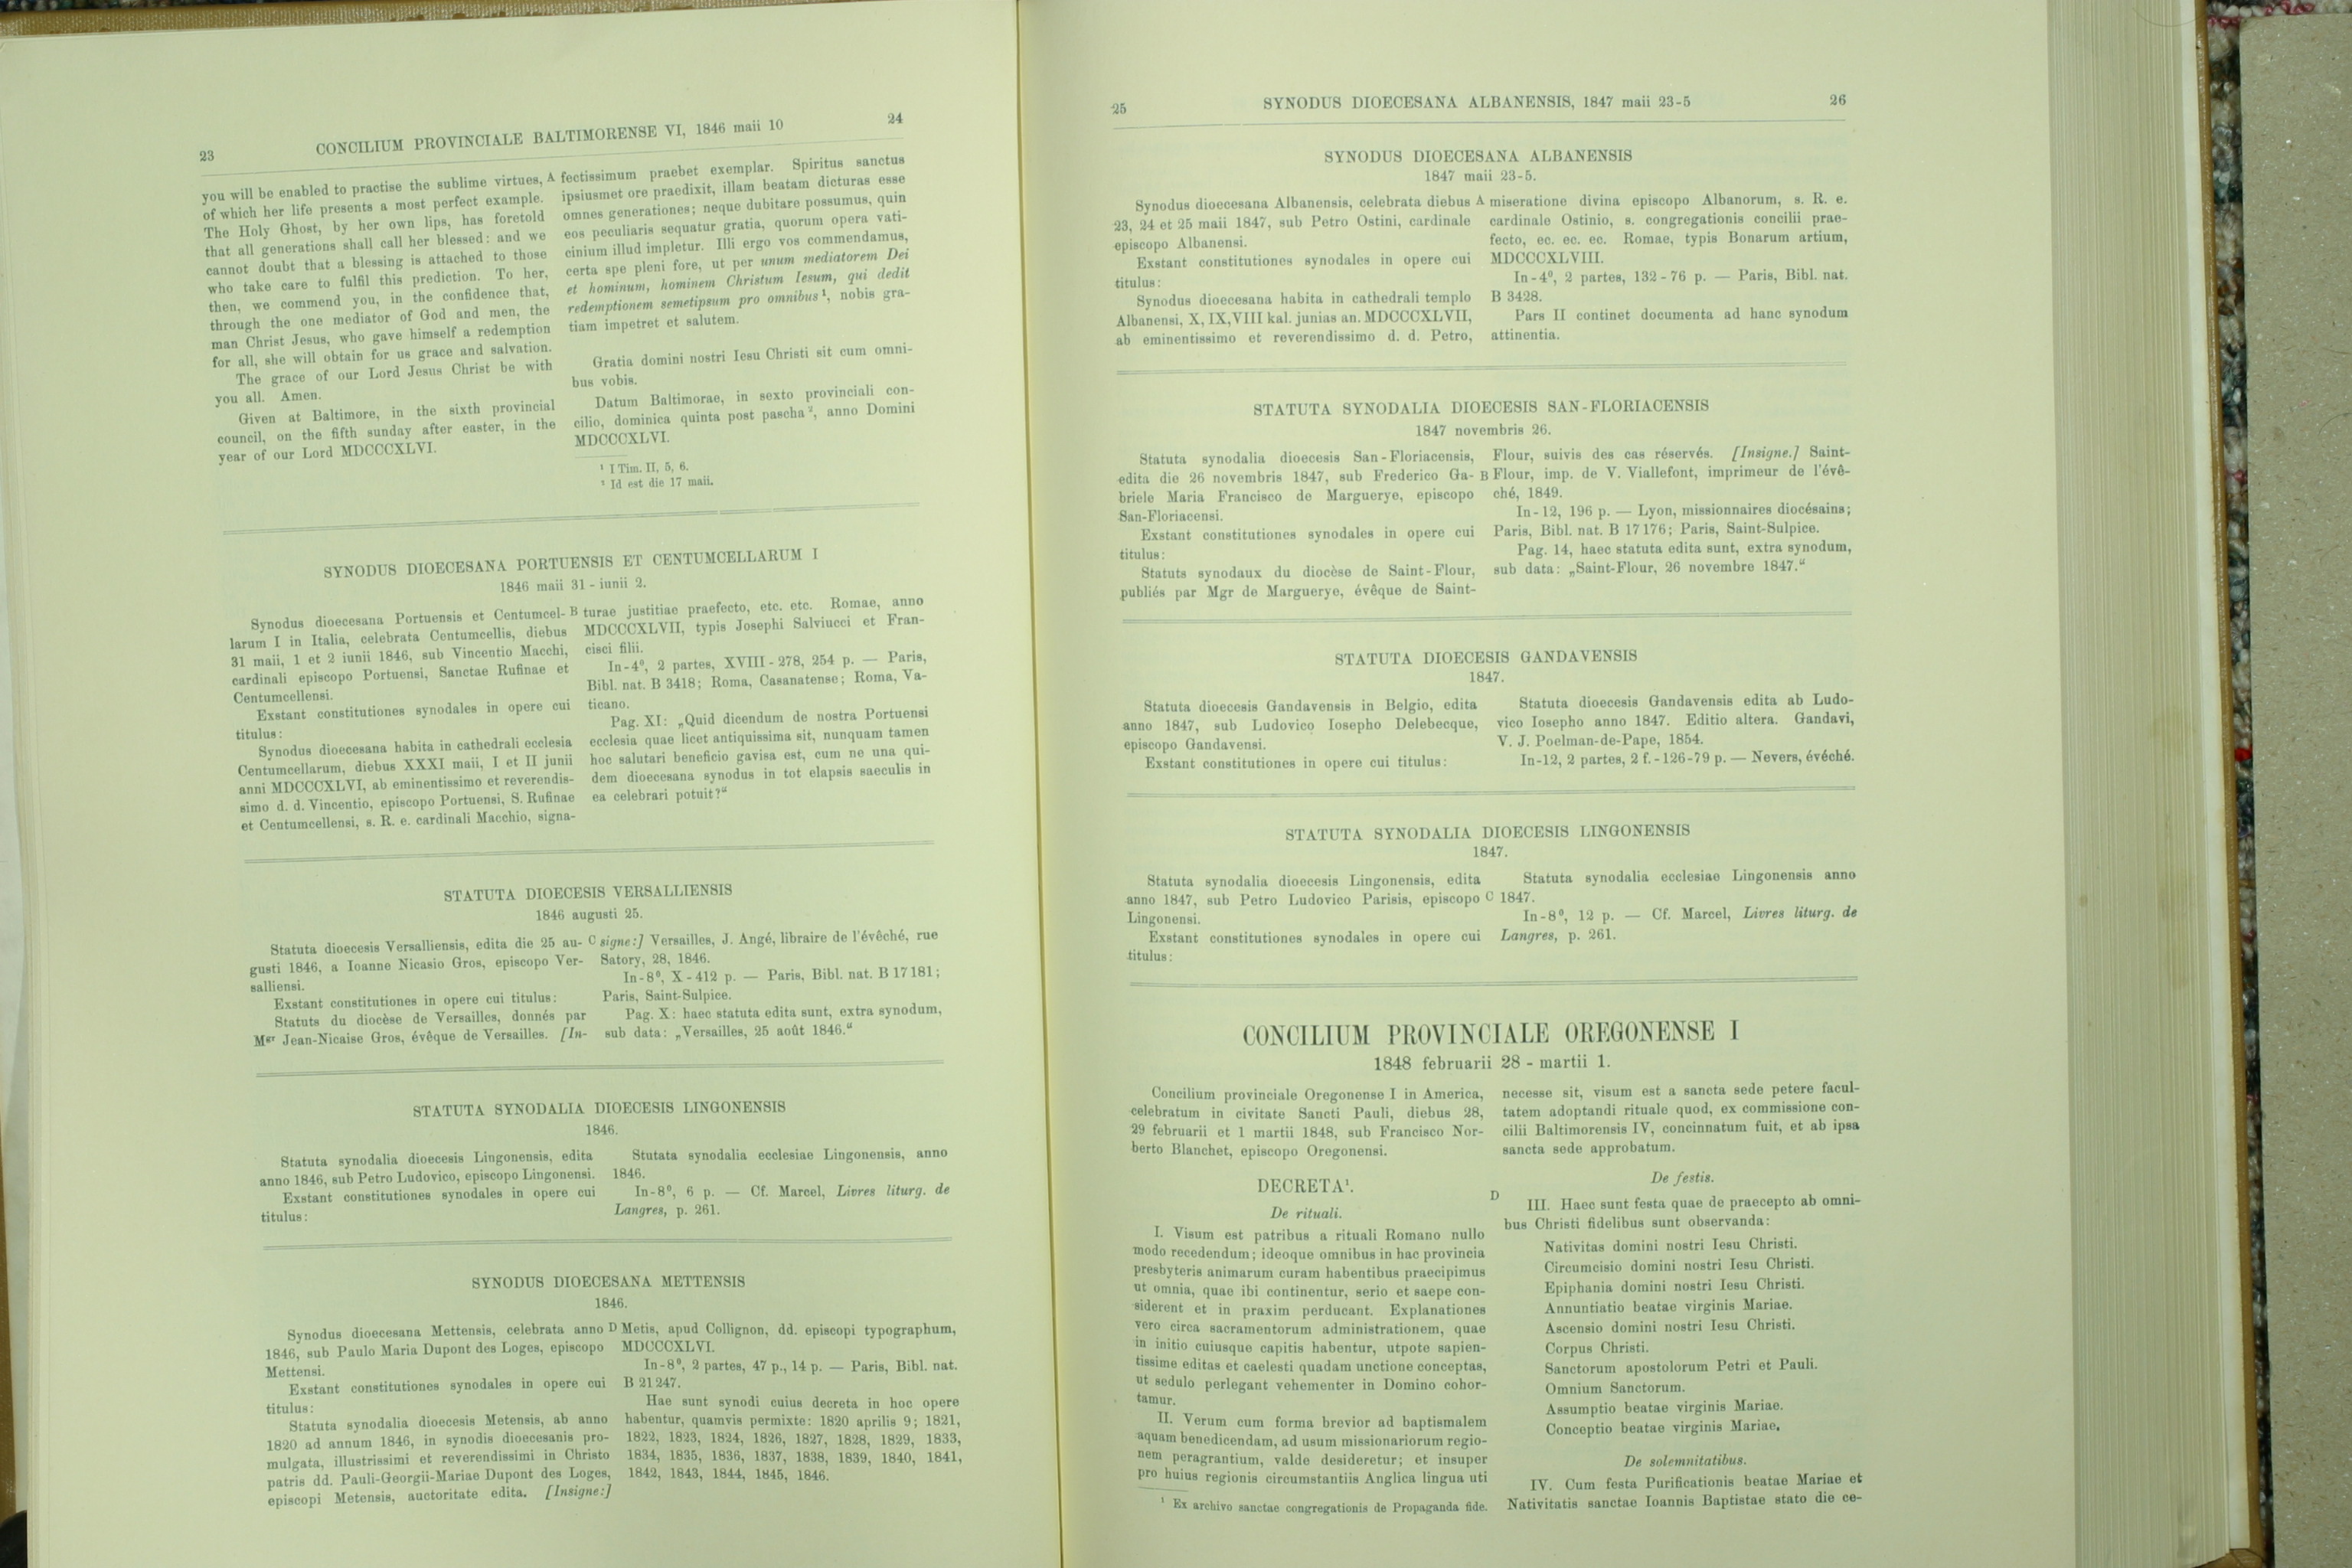 23
CONCILIUM PROVINCIALE BALTIMORENSE VI, 1846 maii 10
24
you will be enabled to practise the sublime virtues,
of which her life presents a most perfect example.
The Holy Ghost, by her own lips, has foretold
that all generations shall call her blessed: and we
cannot doubt that a blessing is attached to those
who take care to fulfil this prediction. To her,
then, we commend you, in the confidence that,
through the one mediator of God and men, the
man Christ Jesus, who gave himself a redemption
for all, she will obtain for us grace and salvation.
The grace of our Lord Jesus Christ be with
you all. Amen.
Given at Baltimore, in the sixth provincial
council, on the fifth sunday after easter, in the
year of our Lord MDCCCXLVI.
A
fectissimum praebet exemplar. Spiritus sanctus
ipsiusmet ore praedixit, illam beatam dicturas esse
omnes generationes; neque dubitare possumus, quin
eos peculiaris sequatur gratia, quorum opera vati-
cinium illud impletur. Illi ergo vos commendamus,
certa spe pleni fore, ut per unum mediatorem Dei
et hominum, hominem Christum Iesum, qui dedit
redemptionem semetipsum pro omnibus¹, nobis gra-
tiam impetret et salutem.
Gratia domini nostri Iesu Christi sit cum omni-
bus vobis.
Datum Baltimorae, in sexto provinciali con-
cilio, dominica quinta post pascha², anno Domini
MDCCCXLVI.
¹ I Tim. II, 5, 6.
² Id est die 17 maii.
SYNODUS DIOECESANA PORTUENSIS ET CENTUMCELLARUM I
1846 maii 31 - iunii 2.
Synodus dioecesana Portuensis et Centumcel-
larum I in Italia, celebrata Centumcellis, diebus
31 maii, 1 et 2 iunii 1846, sub Vincentio Macchi,
cardinali episcopo Portuensi, Sanctae Rufinae et
Centumcellensi.
Exstant constitutiones synodales in opere cui
titulus:
Synodus dioecesana habita in cathedrali ecclesia
Centumcellarum, diebus XXXI maii, I et II junii
anni MDCCCXLVI, ab eminentissimo et reverendis-
simo d. d. Vincentio, episcopo Portuensi, S. Rufinae
et Centumcellensi, s. R. e. cardinali Macchio, signa-
B
turae justitiae praefecto, etc. etc. Romae, anno
MDCCCXLVII, typis Josephi Salviucci et Fran-
cisci filii.
In-4⁰, 2 partes, XVIII - 278, 254 p. — Paris,
Bibl. nat. B 3418; Roma, Casanatense; Roma, Va-
ticano.
Pag. XI: „Quid dicendum de nostra Portuensi
ecclesia quae licet antiquissima sit, nunquam tamen
hoc salutari beneficio gavisa est, cum ne una qui-
dem dioecesana synodus in tot elapsis saeculis in
ea celebrari potuit?“
STATUTA DIOECESIS VERSALLIENSIS
1846 augusti 25.
Statuta dioecesis Versalliensis, edita die 25 au-
gusti 1846, a Ioanne Nicasio Gros, episcopo Ver-
salliensi.
Exstant constitutiones in opere cui titulus:
Statuts du diocèse de Versailles, donnés par
Mᵍʳ Jean-Nicaise Gros, évêque de Versailles. [In-
C
signe:] Versailles, J. Angé, libraire de l'évêché, rue
Satory, 28, 1846.
In-8⁰, X - 412 p. — Paris, Bibl. nat. B 17181;
Paris, Saint-Sulpice.
Pag. X: haec statuta edita sunt, extra synodum,
sub data: „Versailles, 25 août 1846.“
STATUTA SYNODALIA DIOECESIS LINGONENSIS
1846.
Statuta synodalia dioecesis Lingonensis, edita
anno 1846, sub Petro Ludovico, episcopo Lingonensi.
Exstant constitutiones synodales in opere cui
titulus:
Stutata synodalia ecclesiae Lingonensis, anno
1846.
In-8⁰, 6 p. — Cf. Marcel, Livres liturg. de
Langres, p. 261.
SYNODUS DIOECESANA METTENSIS
1846.
Synodus dioecesana Mettensis, celebrata anno
1846, sub Paulo Maria Dupont des Loges, episcopo
Mettensi.
Exstant constitutiones synodales in opere cui
titulus:
Statuta synodalia dioecesis Metensis, ab anno
1820 ad annum 1846, in synodis dioecesanis pro-
mulgata, illustrissimi et reverendissimi in Christo
patris dd. Pauli-Georgii-Mariae Dupont des Loges,
episcopi Metensis, auctoritate edita. [Insigne:]
D
Metis, apud Collignon, dd. episcopi typographum,
MDCCCXLVI.
In-8⁰, 2 partes, 47 p., 14 p. — Paris, Bibl. nat.
B 21247.
Hae sunt synodi cuius decreta in hoc opere
habentur, quamvis permixte: 1820 aprilis 9; 1821,
1822, 1823, 1824, 1826, 1827, 1828, 1829, 1833,
1834, 1835, 1836, 1837, 1838, 1839, 1840, 1841,
1842, 1843, 1844, 1845, 1846.
25
SYNODUS DIOECESANA ALBANENSIS, 1847 maii 23-5
26
SYNODUS DIOECESANA ALBANENSIS
1847 maii 23-5.
Synodus dioecesana Albanensis, celebrata diebus
23, 24 et 25 maii 1847, sub Petro Ostini, cardinale
episcopo Albanensi.
Exstant constitutiones synodales in opere cui
titulus:
Synodus dioecesana habita in cathedrali templo
Albanensi, X, IX, VIII kal. junias an. MDCCCXLVII,
ab eminentissimo et reverendissimo d. d. Petro,
A
miseratione divina episcopo Albanorum, s. R. e.
cardinale Ostinio, s. congregationis concilii prae-
fecto, ec. ec. ec. Romae, typis Bonarum artium,
MDCCCXLVIII.
In-4⁰, 2 partes, 132-76 p. — Paris, Bibl. nat.
B 3428.
Pars II continet documenta ad hanc synodum
attinentia.
STATUTA SYNODALIA DIOECESIS SAN-FLORIACENSIS
1847 novembris 26.
Statuta synodalia dioecesis San-Floriacensis,
edita die 26 novembris 1847, sub Frederico Ga-
briele Maria Francisco de Marguerye, episcopo
San-Floriacensi.
Exstant constitutiones synodales in opere cui
titulus:
Statuts synodaux du diocèse de Saint-Flour,
publiés par Mgr de Marguerye, évêque de Saint-
B
Flour, suivis des cas réservés. [Insigne.] Saint-
Flour, imp. de V. Viallefont, imprimeur de l'évê-
ché, 1849.
In-12, 196 p. — Lyon, missionnaires diocésains;
Paris, Bibl. nat. B 17176; Paris, Saint-Sulpice.
Pag. 14, haec statuta edita sunt, extra synodum,
sub data: „Saint-Flour, 26 novembre 1847.“
STATUTA DIOECESIS GANDAVENSIS
1847.
Statuta dioecesis Gandavensis in Belgio, edita
anno 1847, sub Ludovico Iosepho Delebecque,
episcopo Gandavensi.
Exstant constitutiones in opere cui titulus:
Statuta dioecesis Gandavensis edita ab Ludo-
vico Iosepho anno 1847. Editio altera. Gandavi,
V. J. Poelman-de-Pape, 1854.
In-12, 2 partes, 2 f.-126-79 p. — Nevers, évéché.
STATUTA SYNODALIA DIOECESIS LINGONENSIS
1847.
Statuta synodalia dioecesis Lingonensis, edita
anno 1847, sub Petro Ludovico Parisis, episcopo
Lingonensi.
Exstant constitutiones synodales in opere cui
titulus:
C
Statuta synodalia ecclesiae Lingonensis anno
1847.
In-8⁰, 12 p. — Cf. Marcel, Livres liturg. de
Langres, p. 261.
CONCILIUM PROVINCIALE OREGONENSE I
1848 februarii 28 - martii 1.
Concilium provinciale Oregonense I in America,
celebratum in civitate Sancti Pauli, diebus 28,
29 februarii et 1 martii 1848, sub Francisco Nor-
berto Blanchet, episcopo Oregonensi.
DECRETA¹.
De rituali.
I. Visum est patribus a rituali Romano nullo
modo recedendum; ideoque omnibus in hac provincia
presbyteris animarum curam habentibus praecipimus
ut omnia, quae ibi continentur, serio et saepe con-
siderent et in praxim perducant. Explanationes
vero circa sacramentorum administrationem, quae
in initio cuiusque capitis habentur, utpote sapien-
tissime editas et caelesti quadam unctione conceptas,
ut sedulo perlegant vehementer in Domino cohor-
tamur.
II. Verum cum forma brevior ad baptismalem
aquam benedicendam, ad usum missionariorum regio-
nem peragrantium, valde desideretur; et insuper
pro huius regionis circumstantiis Anglica lingua uti
¹ Ex archivo sanctae congregationis de Propaganda fide.
D
necesse sit, visum est a sancta sede petere facul-
tatem adoptandi rituale quod, ex commissione con-
cilii Baltimorensis IV, concinnatum fuit, et ab ipsa
sancta sede approbatum.
De festis.
III. Haec sunt festa quae de praecepto ab omni-
bus Christi fidelibus sunt observanda:
Nativitas domini nostri Iesu Christi.
Circumcisio domini nostri Iesu Christi.
Epiphania domini nostri Iesu Christi.
Annuntiatio beatae virginis Mariae.
Ascensio domini nostri Iesu Christi.
Corpus Christi.
Sanctorum apostolorum Petri et Pauli.
Omnium Sanctorum.
Assumptio beatae virginis Mariae.
Conceptio beatae virginis Mariae.
De solemnitatibus.
IV. Cum festa Purificationis beatae Mariae et
Nativitatis sanctae Ioannis Baptistae stato die ce-